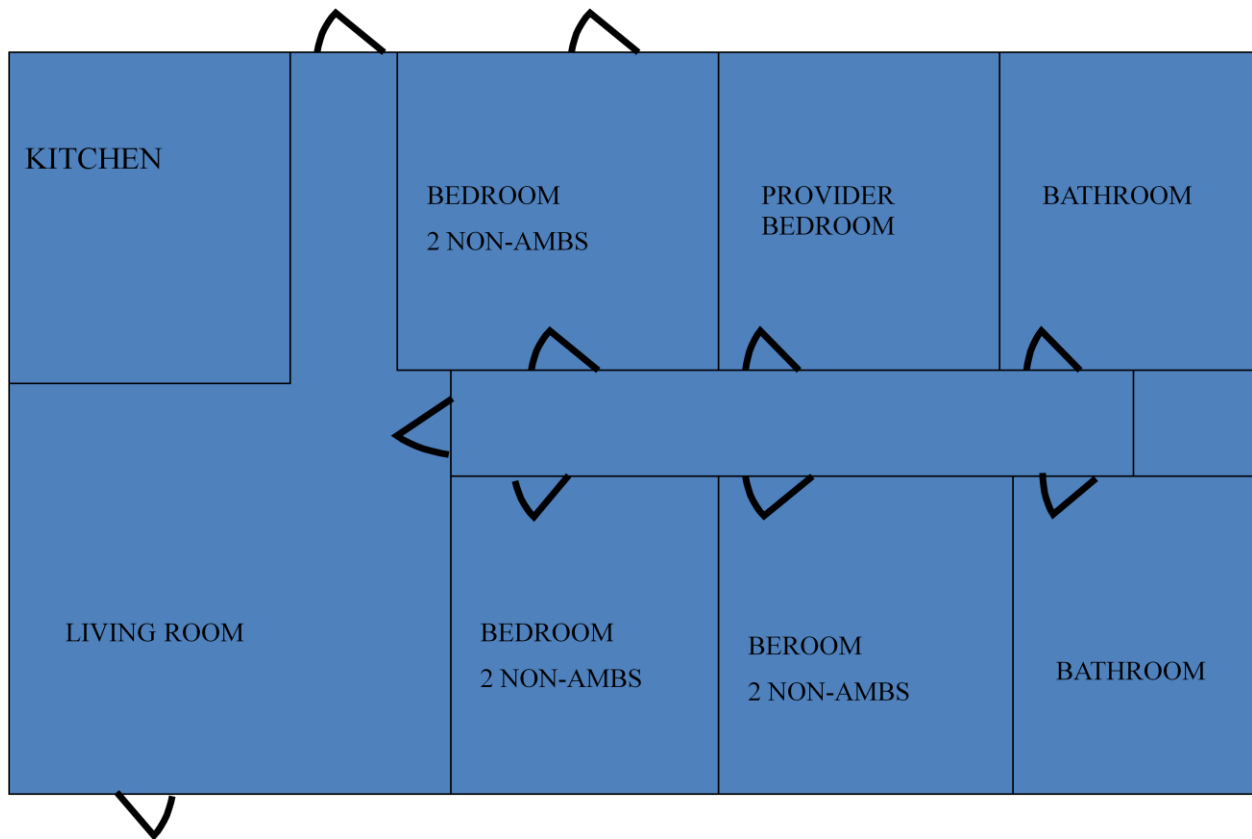 KITCHEN
BEDROOM
2 NON-AMBS
PROVIDER
BEDROOM
BATHROOM
LIVING ROOM
BEDROOM
2 NON-AMBS
BEROOM
2 NON-AMBS
BATHROOM